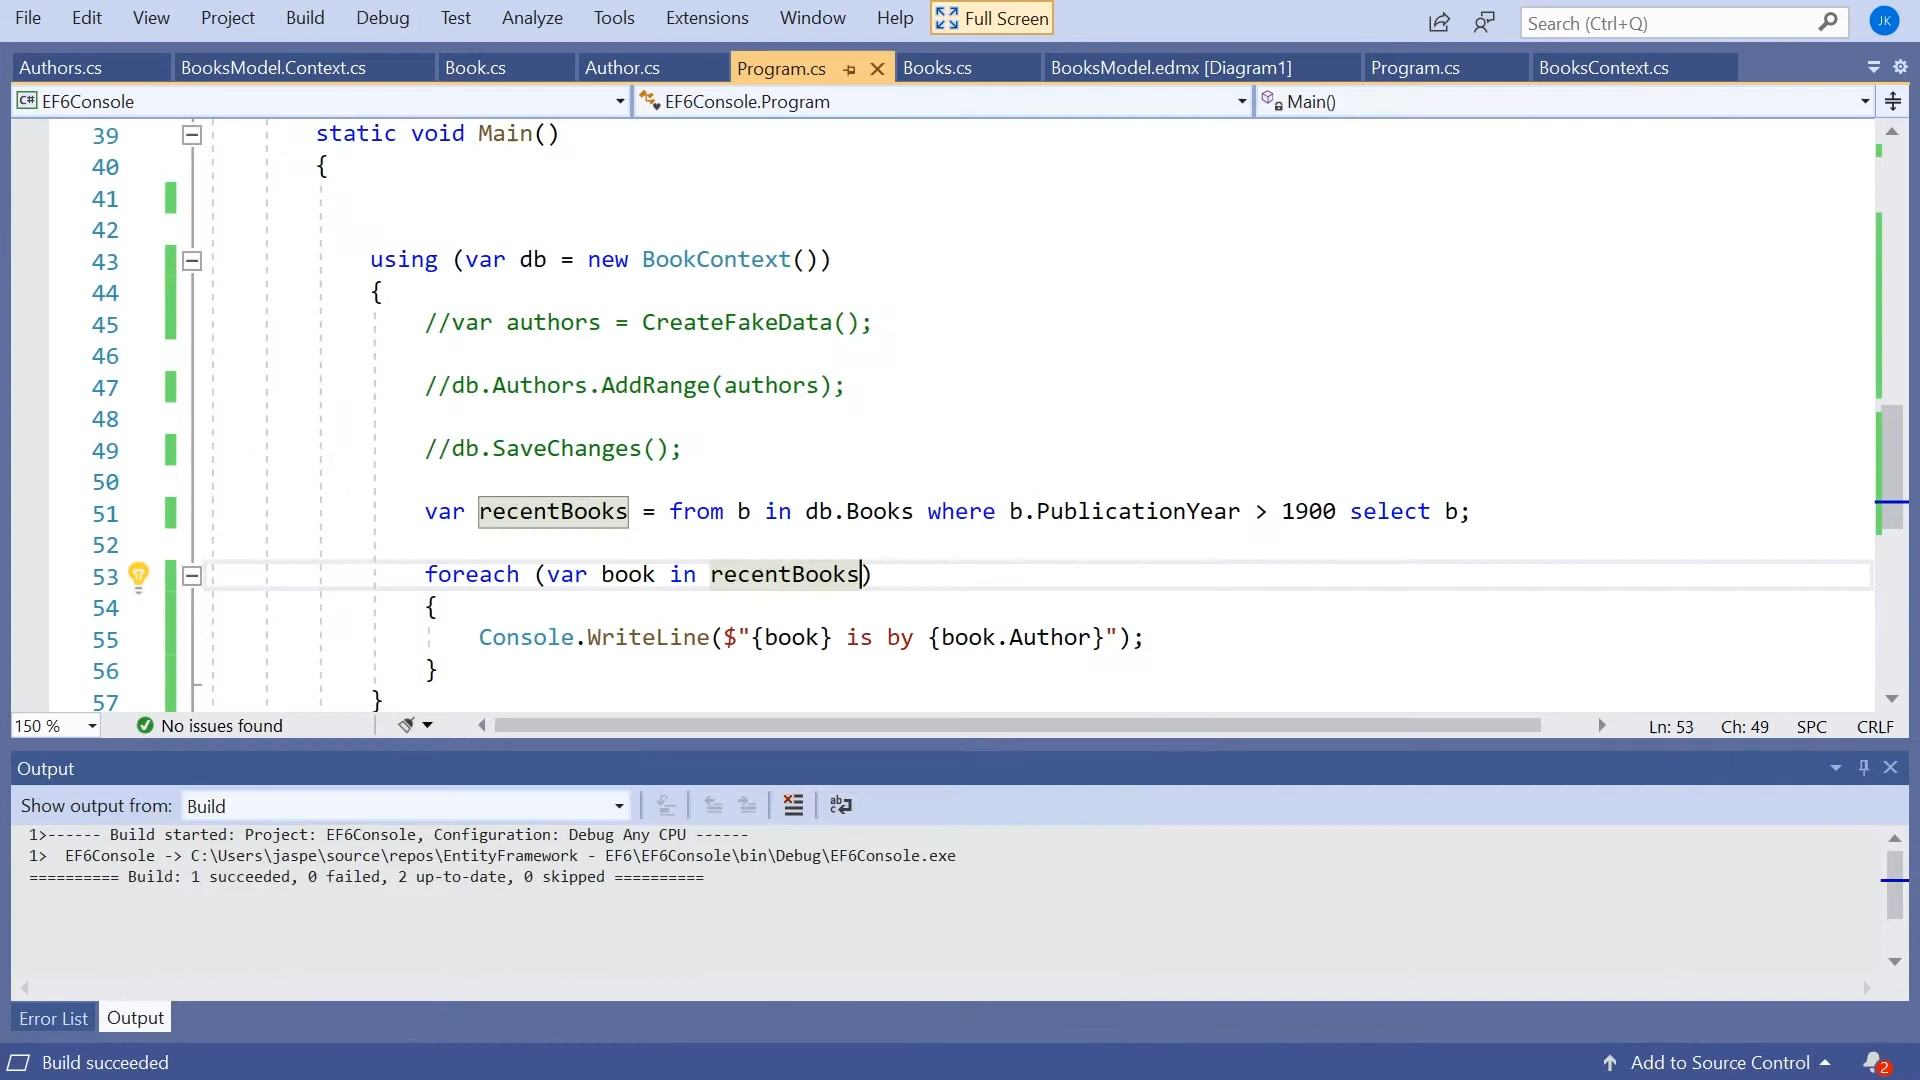 File Edit View Project Build Debug Test Analyze Tools Extensions Window Help Full Screen Search (Ctrl+Q) JK
Authors.cs BooksModel.Context.cs Book.cs Author.cs Program.cs Books.cs BooksModel.edmx [Diagram1] Program.cs BooksContext.cs
C# EF6Console EF6Console.Program Main()
39 static void Main()
40 {
41
42
43 using (var db = new BookContext())
44 {
45 //var authors = CreateFakeData();
46
47 //db.Authors.AddRange(authors);
48
49 //db.SaveChanges();
50
51 var recentBooks = from b in db.Books where b.PublicationYear > 1900 select b;
52
53 foreach (var book in recentBooks)
54 {
55 Console.WriteLine($"{book} is by {book.Author}");
56 }
57 }
150 % No issues found Ln: 53 Ch: 49 SPC CRLF
Output
Show output from: Build
1>------ Build started: Project: EF6Console, Configuration: Debug Any CPU ------
1>  EF6Console -> C:\Users\jaspe\source\repos\EntityFramework - EF6\EF6Console\bin\Debug\EF6Console.exe
========== Build: 1 succeeded, 0 failed, 2 up-to-date, 0 skipped ==========
Error List Output
Build succeeded Add to Source Control 2